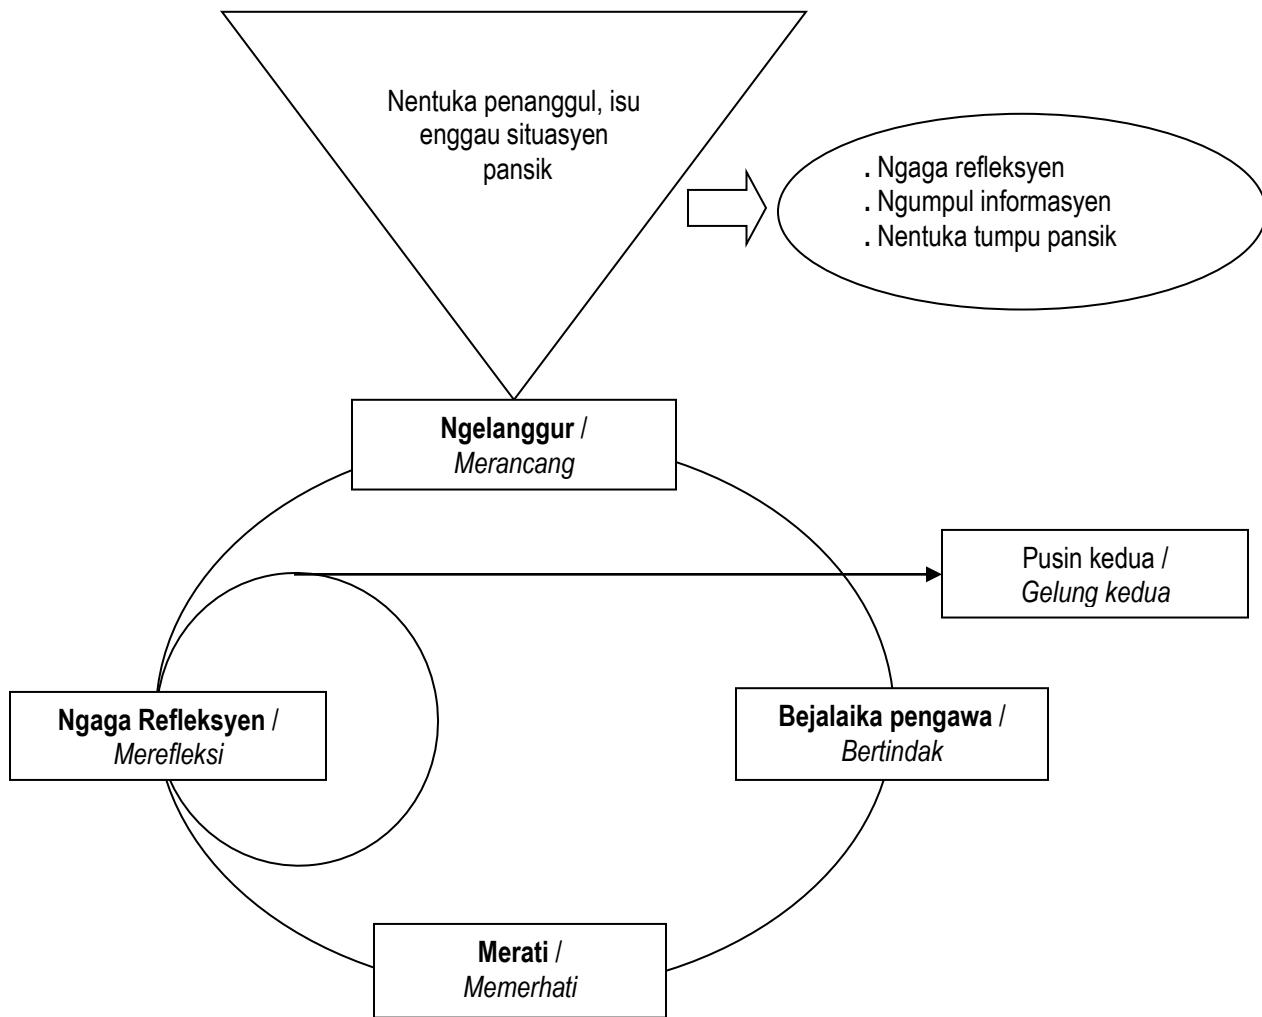 Nentuka penanggul, isu
enggau situasyen
pansik
. Ngaga refleksyen
. Ngumpul informasyen
. Nentuka tumpu pansik
Ngelanggur /
Merancang
Pusin kedua /
Gelung kedua
Ngaga Refleksyen /
Merefleksi
Bejalaika pengawa /
Bertindak
Merati /
Memerhati